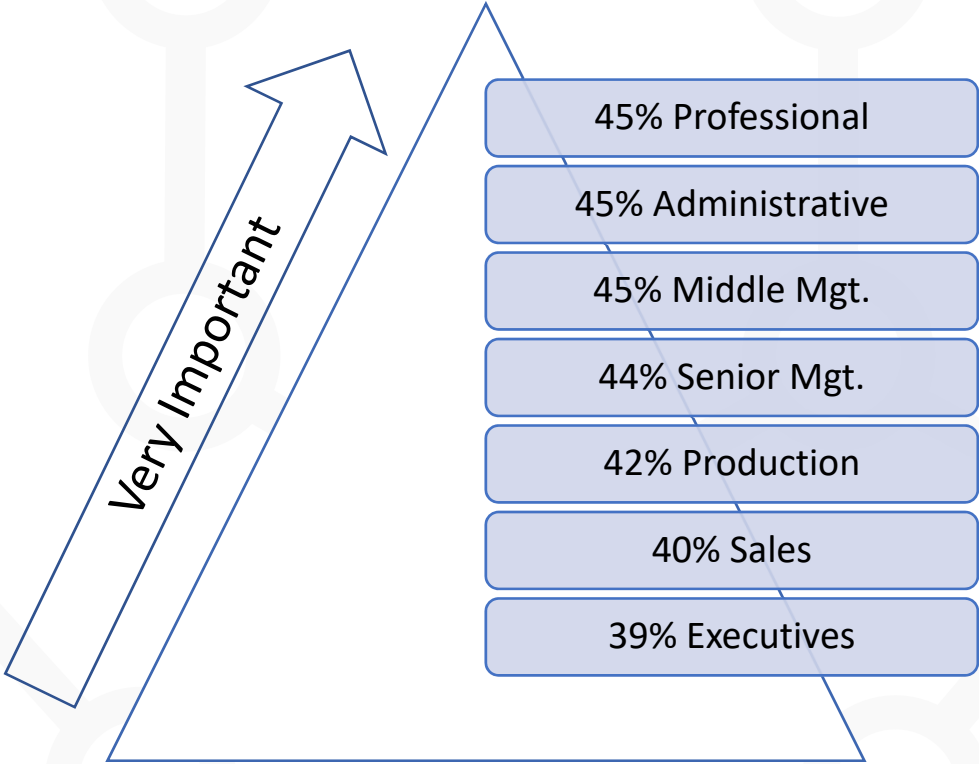 Very Important
45% Professional
45% Administrative
45% Middle Mgt.
44% Senior Mgt.
42% Production
40% Sales
39% Executives